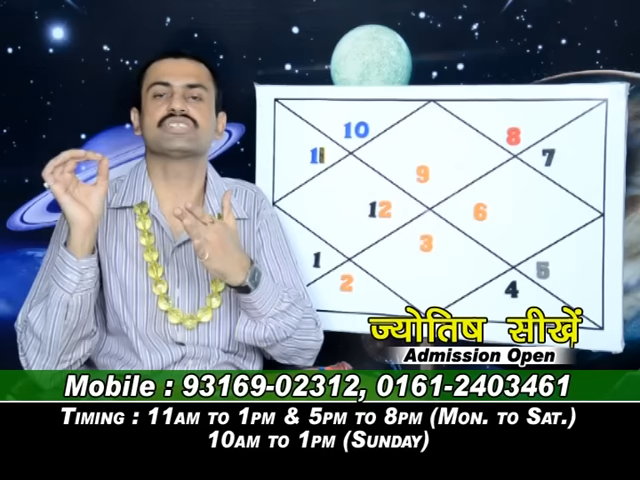 10
11
8
7
9
12
6
3
1
2
5
4
ज्योतिष सीखें
Admission Open
Mobile : 93169-02312, 0161-2403461
TIMING : 11AM TO 1PM & 5PM TO 8PM (MON. TO SAT.)
10AM TO 1PM (SUNDAY)